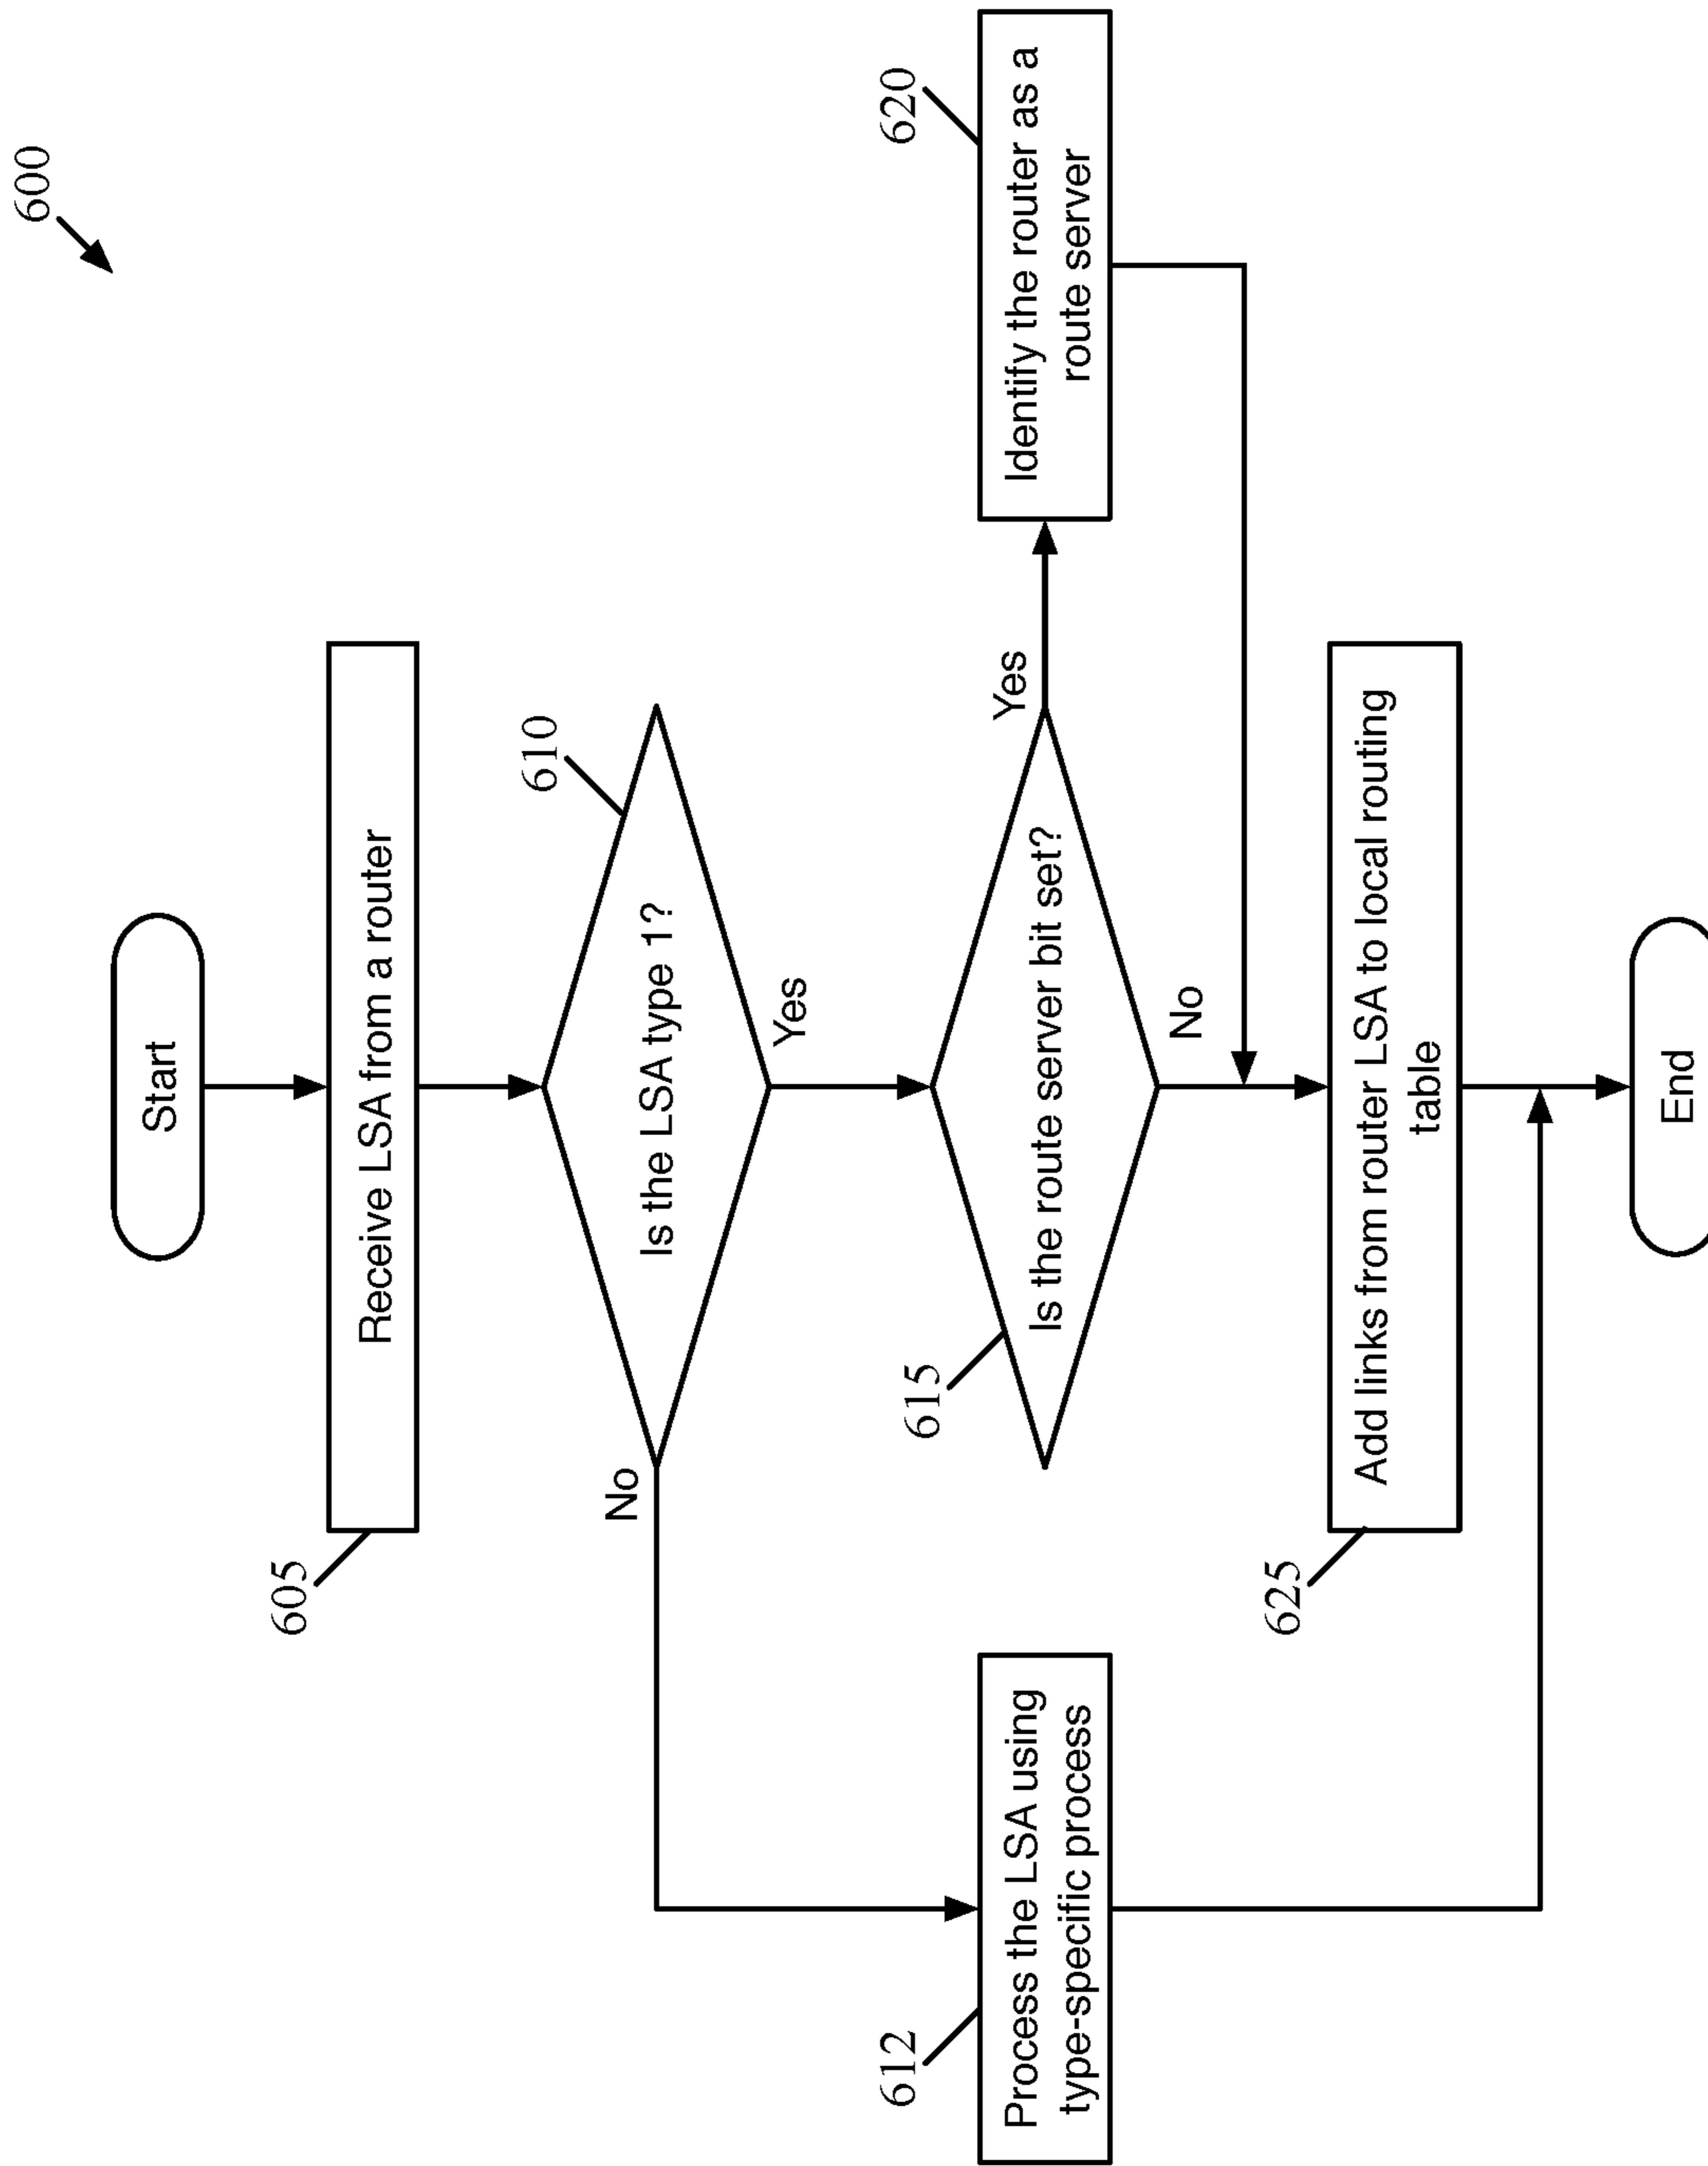 600
Start
605
Receive LSA from a router
610
Is the LSA type 1?
No
Yes
612
Process the LSA using
type-specific process
615
Is the route server bit set?
Yes
No
620
Identify the router as a
route server
625
Add links from router LSA to local routing
table
End